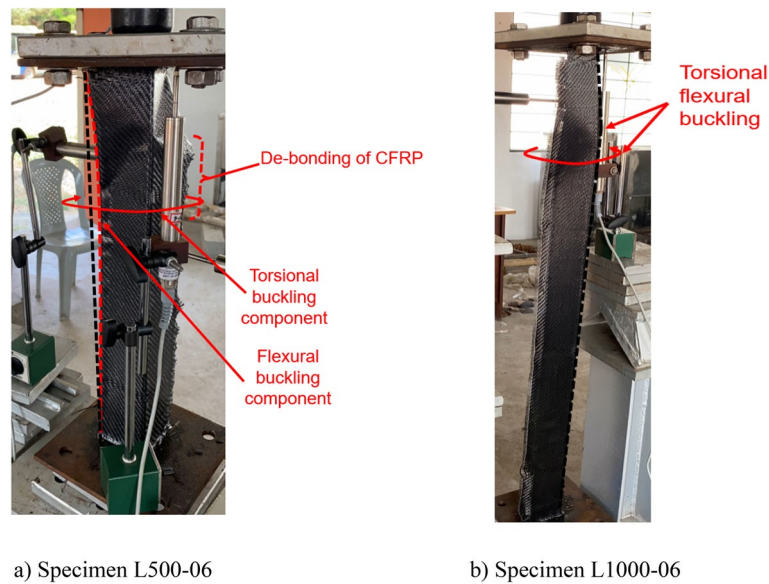 De-bonding of CFRP
Torsional
buckling
component
Flexural
buckling
component
Torsional
flexural
buckling
a) Specimen L500-06
b) Specimen L1000-06